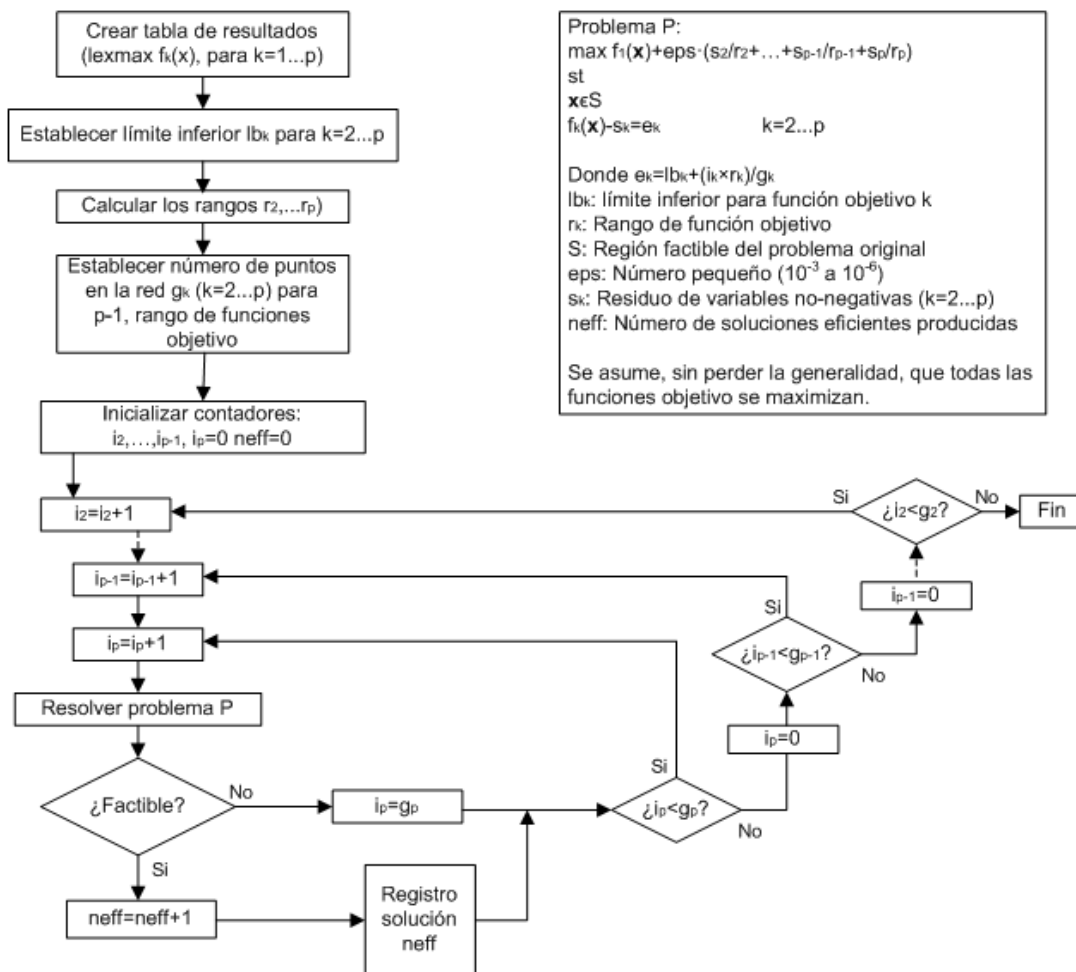 Crear tabla de resultados
(lexmax fk(x), para k=1...p)
Establecer límite inferior lbk para k=2...p
Calcular los rangos r2,...rp)
Establecer número de puntos
en la red gk (k=2...p) para
p-1, rango de funciones
objetivo
Inicializar contadores:
i2,...,ip-1, ip=0 neff=0
i2=i2+1
ip-1=ip-1+1
ip=ip+1
Resolver problema P
¿Factible?
No
Si
ip=gp
neff=neff+1
Registro
solución
neff
¿ip<gp?
Si
No
ip=0
¿ip-1<gp-1?
Si
No
ip-1=0
¿i2<g2?
Si
No
Fin
Problema P:
max f1(x)+eps·(s2/r2+...+sp-1/rp-1+sp/rp)
st
xϵS
fk(x)-sk=ek k=2...p
Donde ek=lbk+(ik×rk)/gk
lbk: límite inferior para función objetivo k
rk: Rango de función objetivo
S: Región factible del problema original
eps: Número pequeño (10⁻³ a 10⁻⁶)
sk: Residuo de variables no-negativas (k=2...p)
neff: Número de soluciones eficientes producidas
Se asume, sin perder la generalidad, que todas las
funciones objetivo se maximizan.